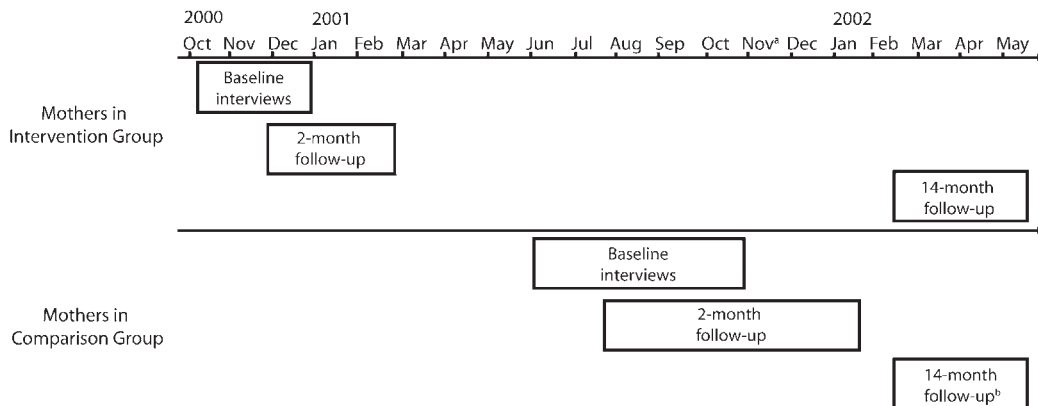 2000 2001 2002
Oct Nov Dec Jan Feb Mar Apr May Jun Jul Aug Sep Oct Novᵃ Dec Jan Feb Mar Apr May
Baseline
interviews
Mothers in
Intervention Group
2-month
follow-up
14-month
follow-up
Baseline
interviews
Mothers in
Comparison Group
2-month
follow-up
14-month
follow-upᵇ